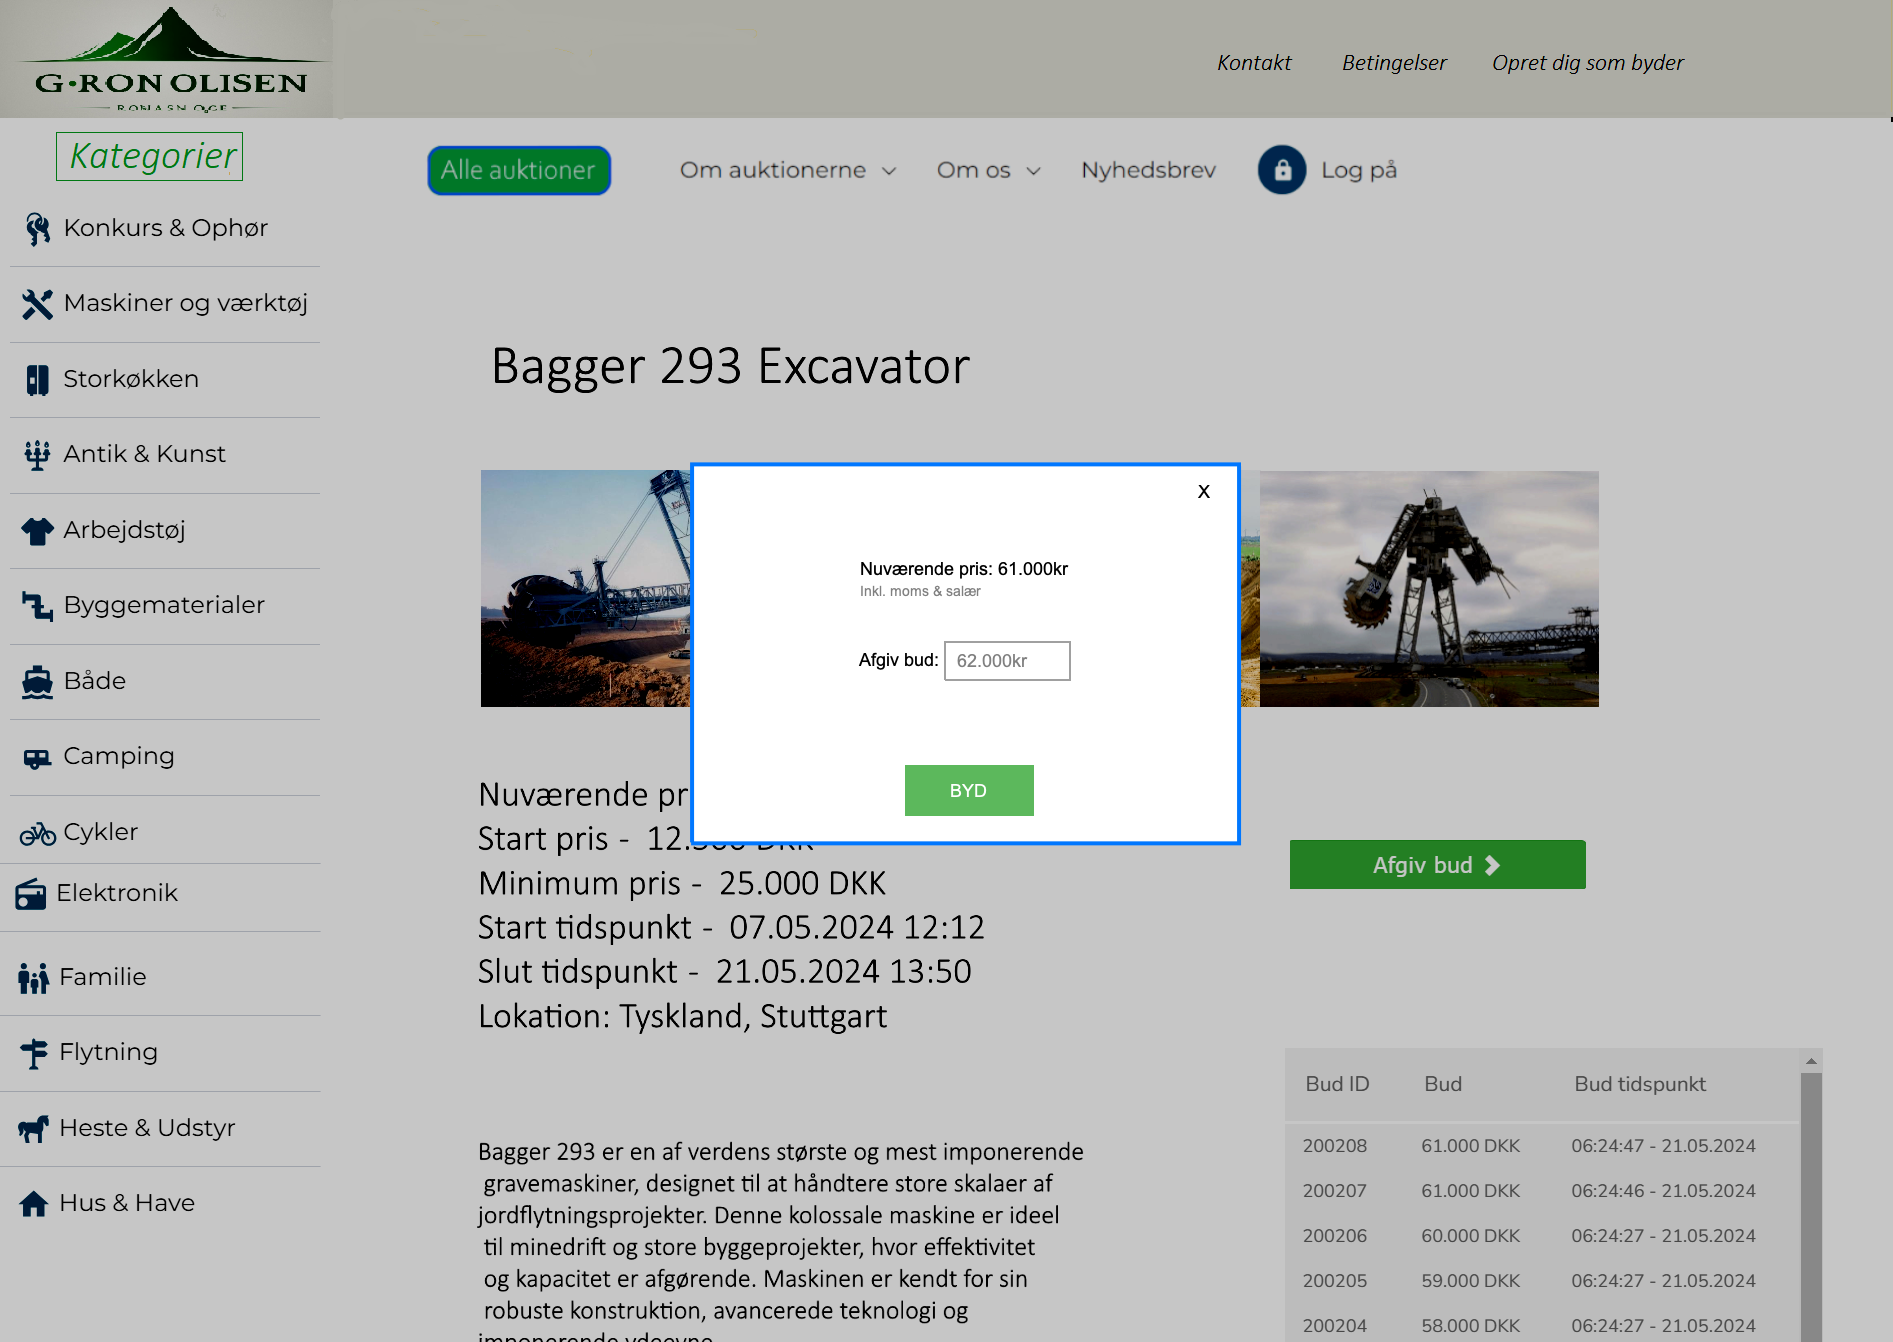 G·RON OLISEN
Kontakt Betingelser Opret dig som byder
Kategorier
Alle auktioner Om auktionerne Om os Nyhedsbrev Log på
Konkurs & Ophør
Maskiner og værktøj
Storkøkken
Antik & Kunst
Arbejdstøj
Byggematerialer
Både
Camping
Cykler
Elektronik
Familie
Flytning
Heste & Udstyr
Hus & Have
Bagger 293 Excavator
x
Nuværende pris: 61.000kr
Inkl. moms & salær
Afgiv bud: 62.000kr
BYD
Nuværende pr
Start pris - 12. DKK
Minimum pris - 25.000 DKK
Start tidspunkt - 07.05.2024 12:12
Slut tidspunkt - 21.05.2024 13:50
Lokation: Tyskland, Stuttgart
Afgiv bud
Bagger 293 er en af verdens største og mest imponerende
gravemaskiner, designet til at håndtere store skalaer af
jordflytningsprojekter. Denne kolossale maskine er ideel
til minedrift og store byggeprojekter, hvor effektivitet
og kapacitet er afgørende. Maskinen er kendt for sin
robuste konstruktion, avancerede teknologi og
imponerende ydeevne
Bud ID Bud Bud tidspunkt
200208 61.000 DKK 06:24:47 - 21.05.2024
200207 61.000 DKK 06:24:46 - 21.05.2024
200206 60.000 DKK 06:24:27 - 21.05.2024
200205 59.000 DKK 06:24:27 - 21.05.2024
200204 58.000 DKK 06:24:27 - 21.05.2024